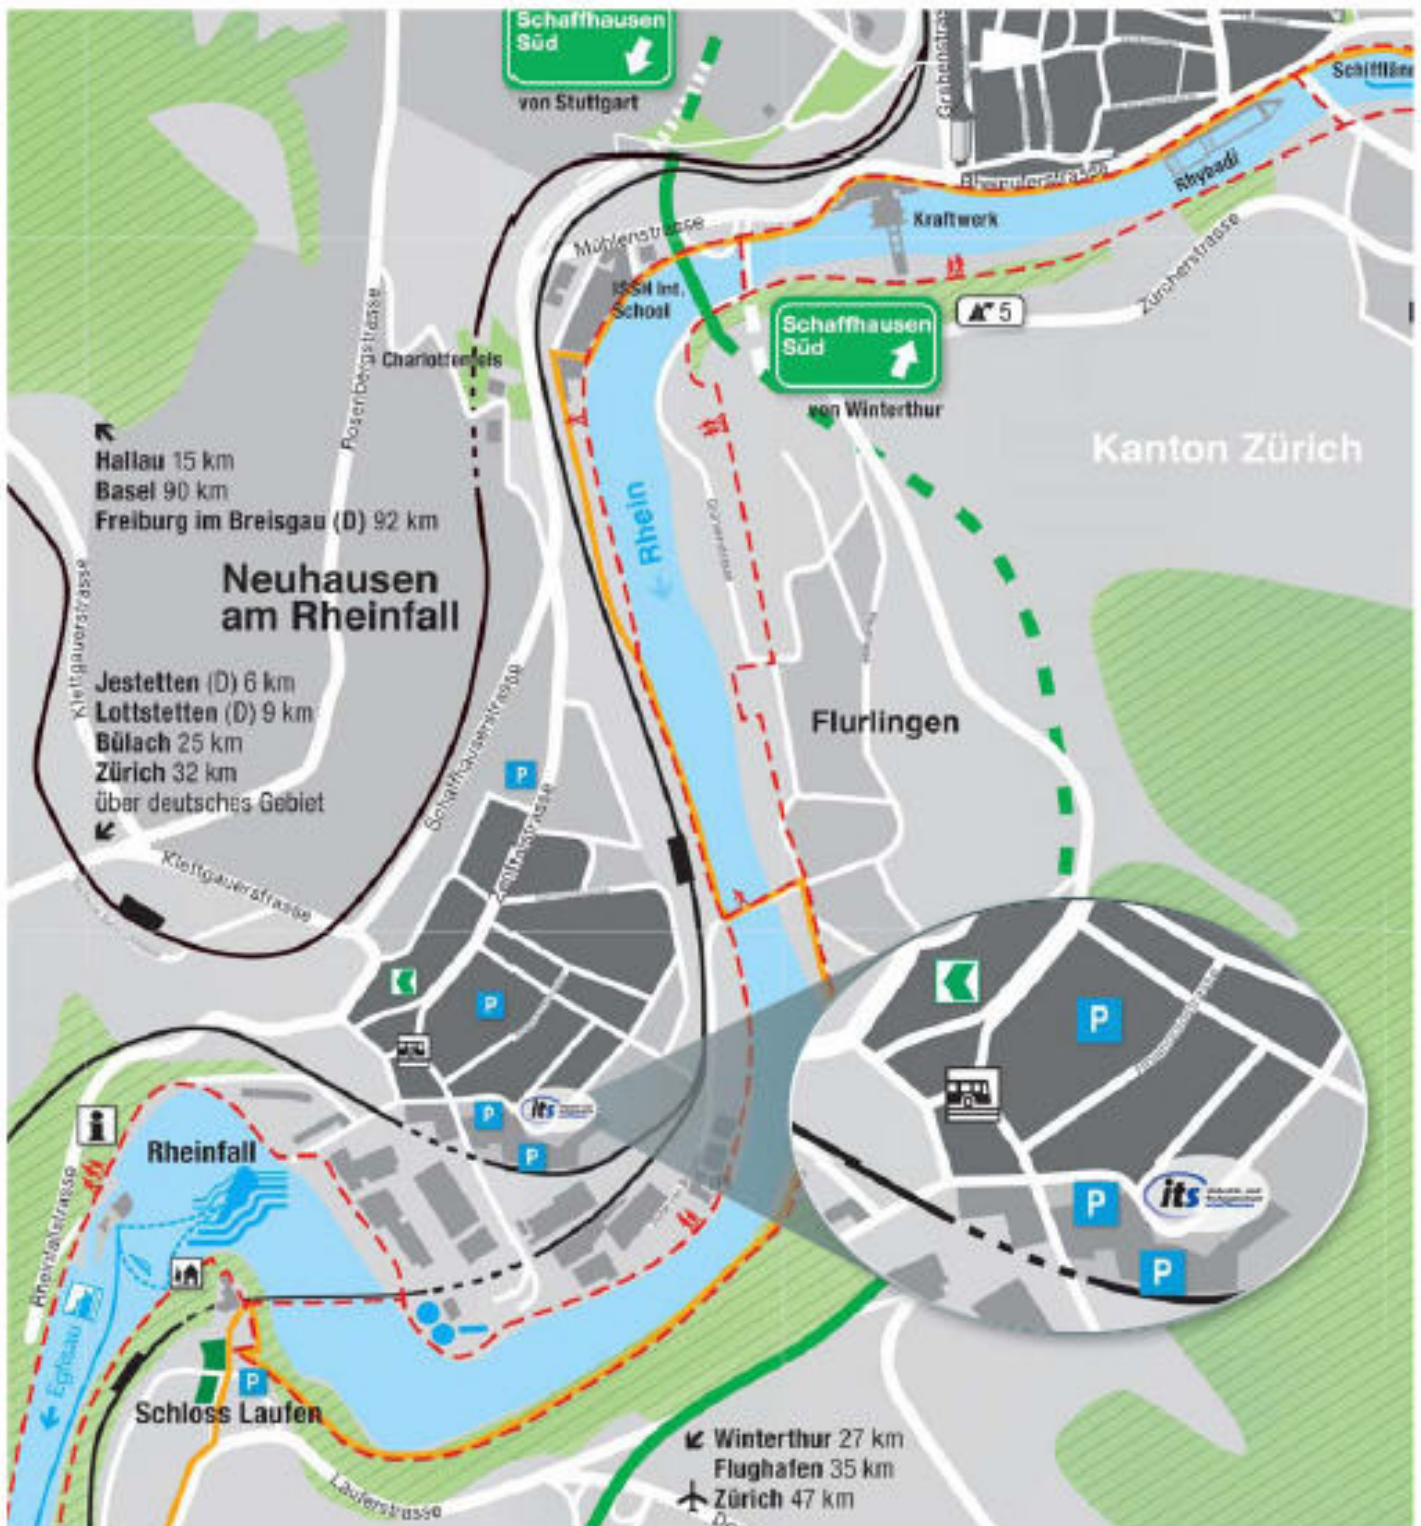 Schaffhausen
Süd
von Stuttgart
Schifflän
Rhybadi
Kraftwerk
Mühlenstrasse
ISSH Int.
School
Zürcherstrasse
5
Schaffhausen
Süd
von Winterthur
Charlottenfels
Rosenbergstrasse
Kanton Zürich
Hallau 15 km
Basel 90 km
Freiburg im Breisgau (D) 92 km
Rhein
Neuhausen
am Rheinfall
Klettgauerstrasse
Jestetten (D) 6 km
Lottstetten (D) 9 km
Bülach 25 km
Zürich 32 km
über deutsches Gebiet
Schaffhauserstrasse
P
Flurlingen
Zentralstrasse
Klettgauerstrasse
P
P
its
P
P
Rheinfall
Rheinfallstrasse
P
its
P
Eglisau
P
Schloss Laufen
Lauferstrasse
Winterthur 27 km
Flughafen 35 km
Zürich 47 km